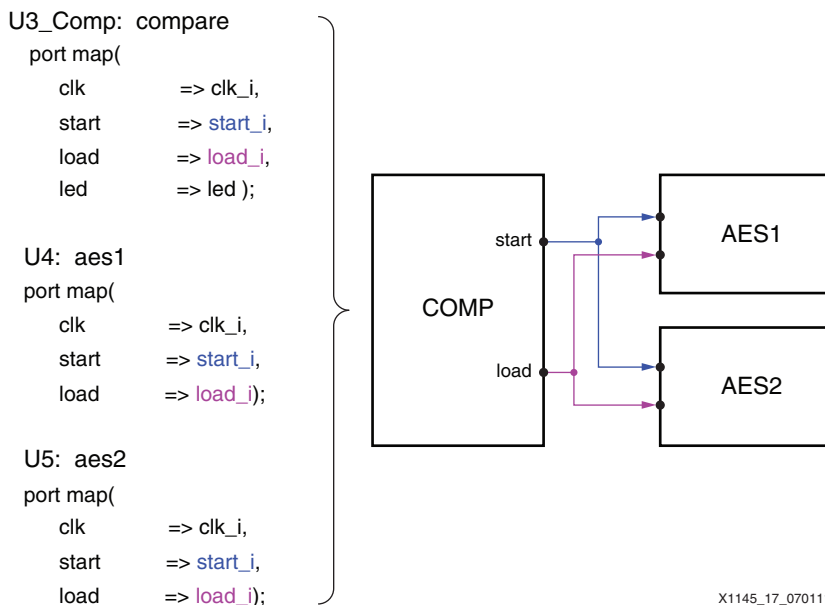 U3_Comp: compare
port map(
clk => clk_i,
start => start_i,
load => load_i,
led => led );
U4: aes1
port map(
clk => clk_i,
start => start_i,
load => load_i);
U5: aes2
port map(
clk => clk_i,
start => start_i,
load => load_i);
COMP
start
load
AES1
AES2
X1145_17_07011